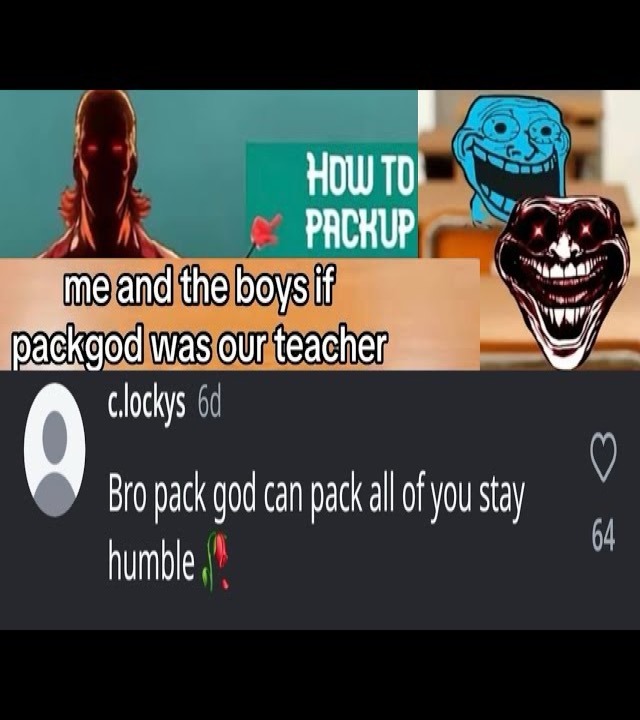 HOW TO
PACKUP
me and the boys if
packgod was our teacher
c.lockys 6d
Bro pack god can pack all of you stay
humble 🥀
64